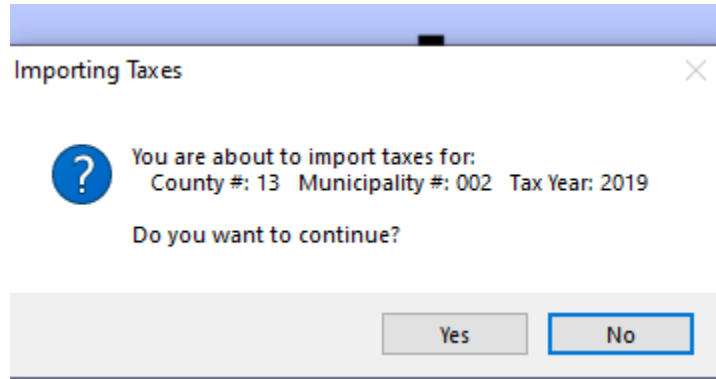 Importing Taxes
You are about to import taxes for:
County #: 13 Municipality #: 002 Tax Year: 2019
Do you want to continue?
Yes No